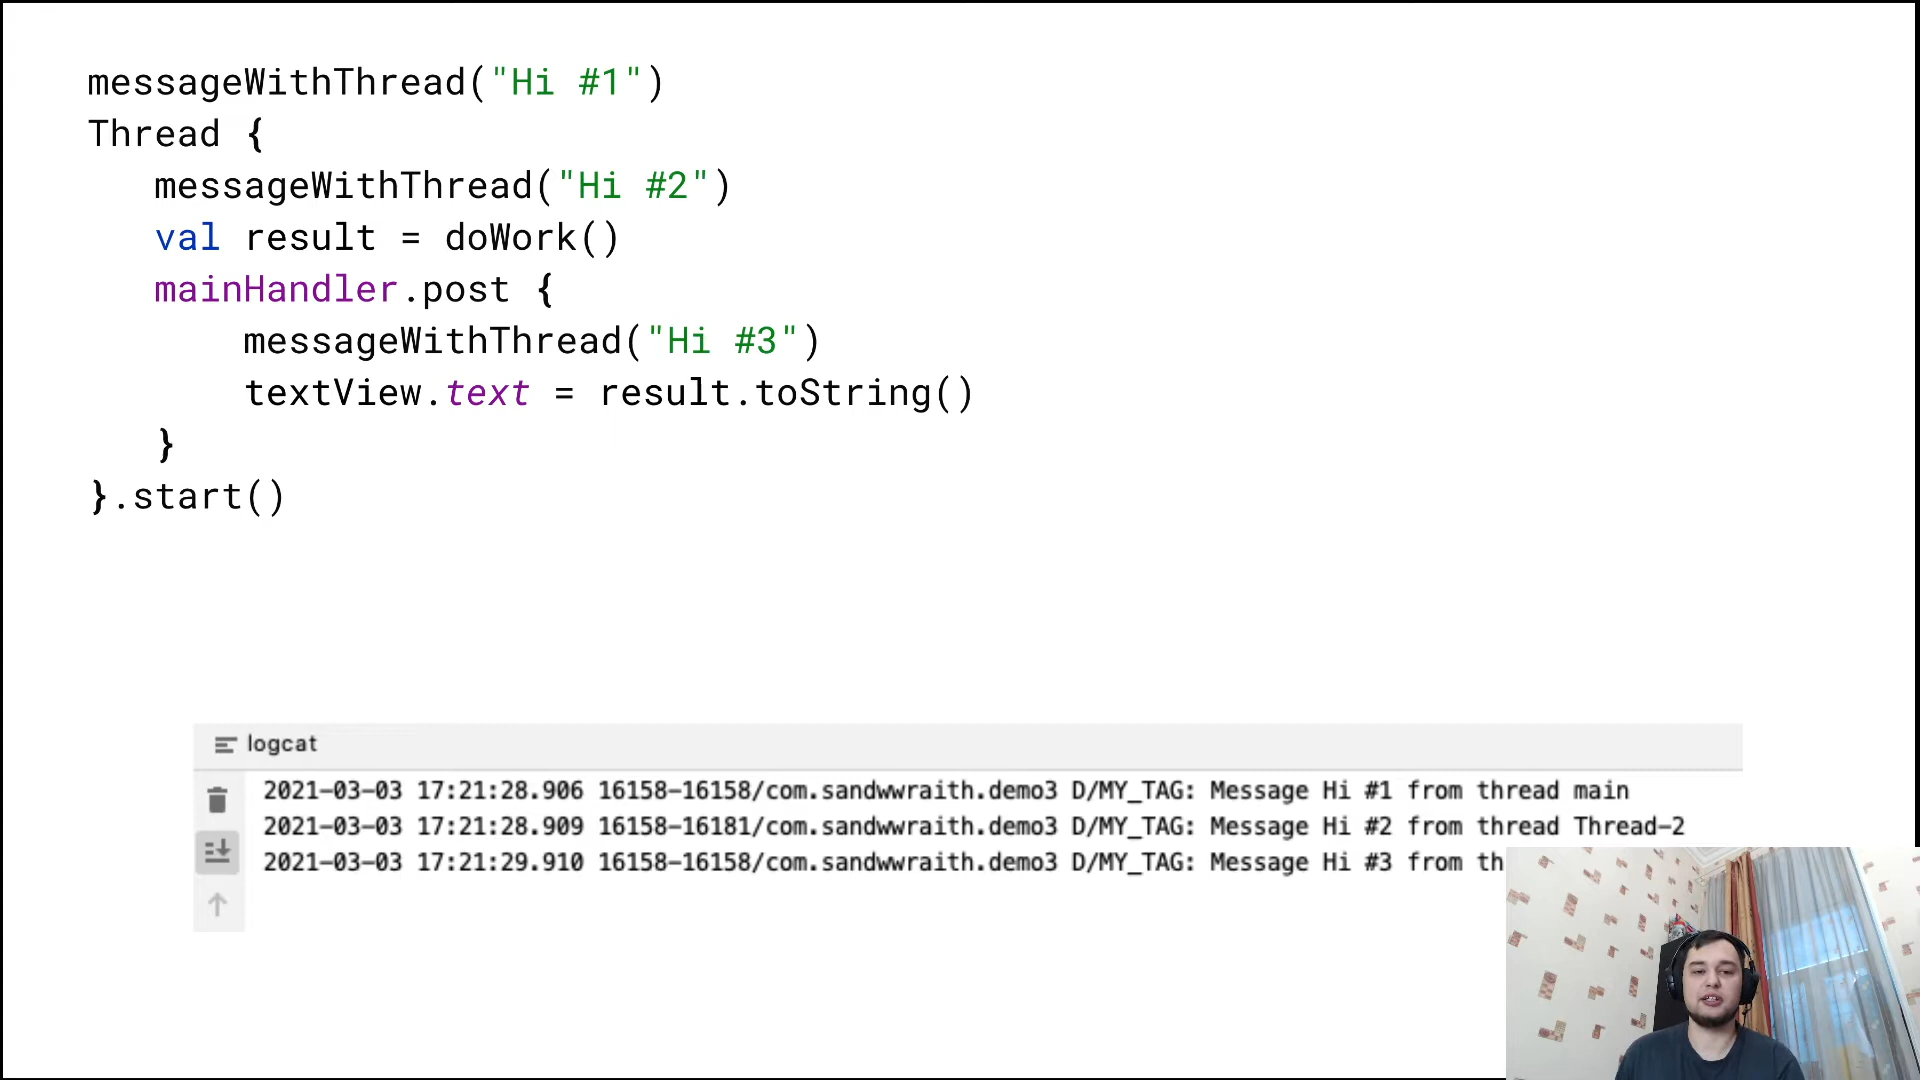 messageWithThread("Hi #1")
Thread {
messageWithThread("Hi #2")
val result = doWork()
mainHandler.post {
messageWithThread("Hi #3")
textView.text = result.toString()
}
}.start()
logcat
2021-03-03 17:21:28.906 16158-16158/com.sandwwraith.demo3 D/MY_TAG: Message Hi #1 from thread main
2021-03-03 17:21:28.909 16158-16181/com.sandwwraith.demo3 D/MY_TAG: Message Hi #2 from thread Thread-2
2021-03-03 17:21:29.910 16158-16158/com.sandwwraith.demo3 D/MY_TAG: Message Hi #3 from th